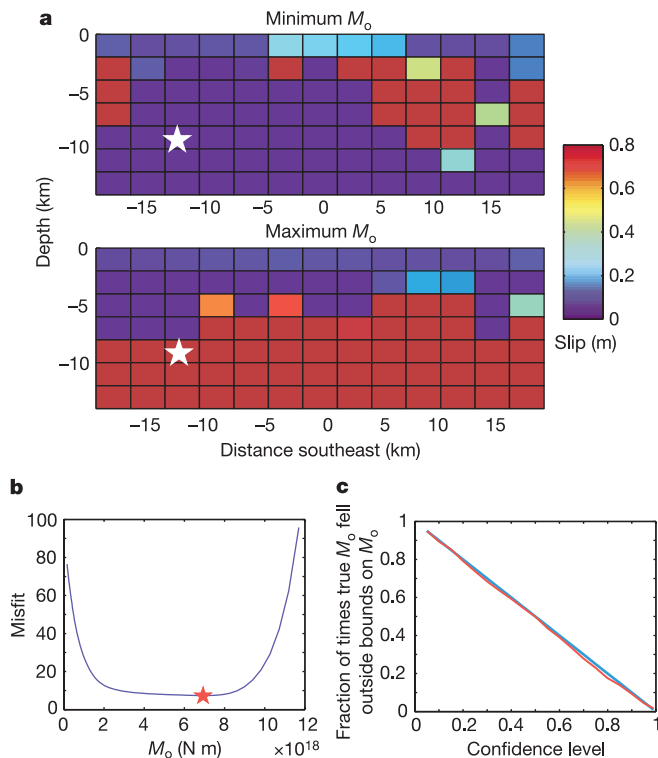 a
Minimum Mo
0
−5
−10
−15 −10 −5 0 5 10 15
Maximum Mo
0
−5
−10
−15 −10 −5 0 5 10 15
Depth (km)
Distance southeast (km)
0.8
0.6
0.4
0.2
0
Slip (m)
b
100
80
60
40
20
0
Misfit
0 2 4 6 8 10 12
Mo (N m) ×10¹⁸
c
1
0.8
0.6
0.4
0.2
0
Fraction of times true Mo fell
outside bounds on Mo
0 0.2 0.4 0.6 0.8 1
Confidence level